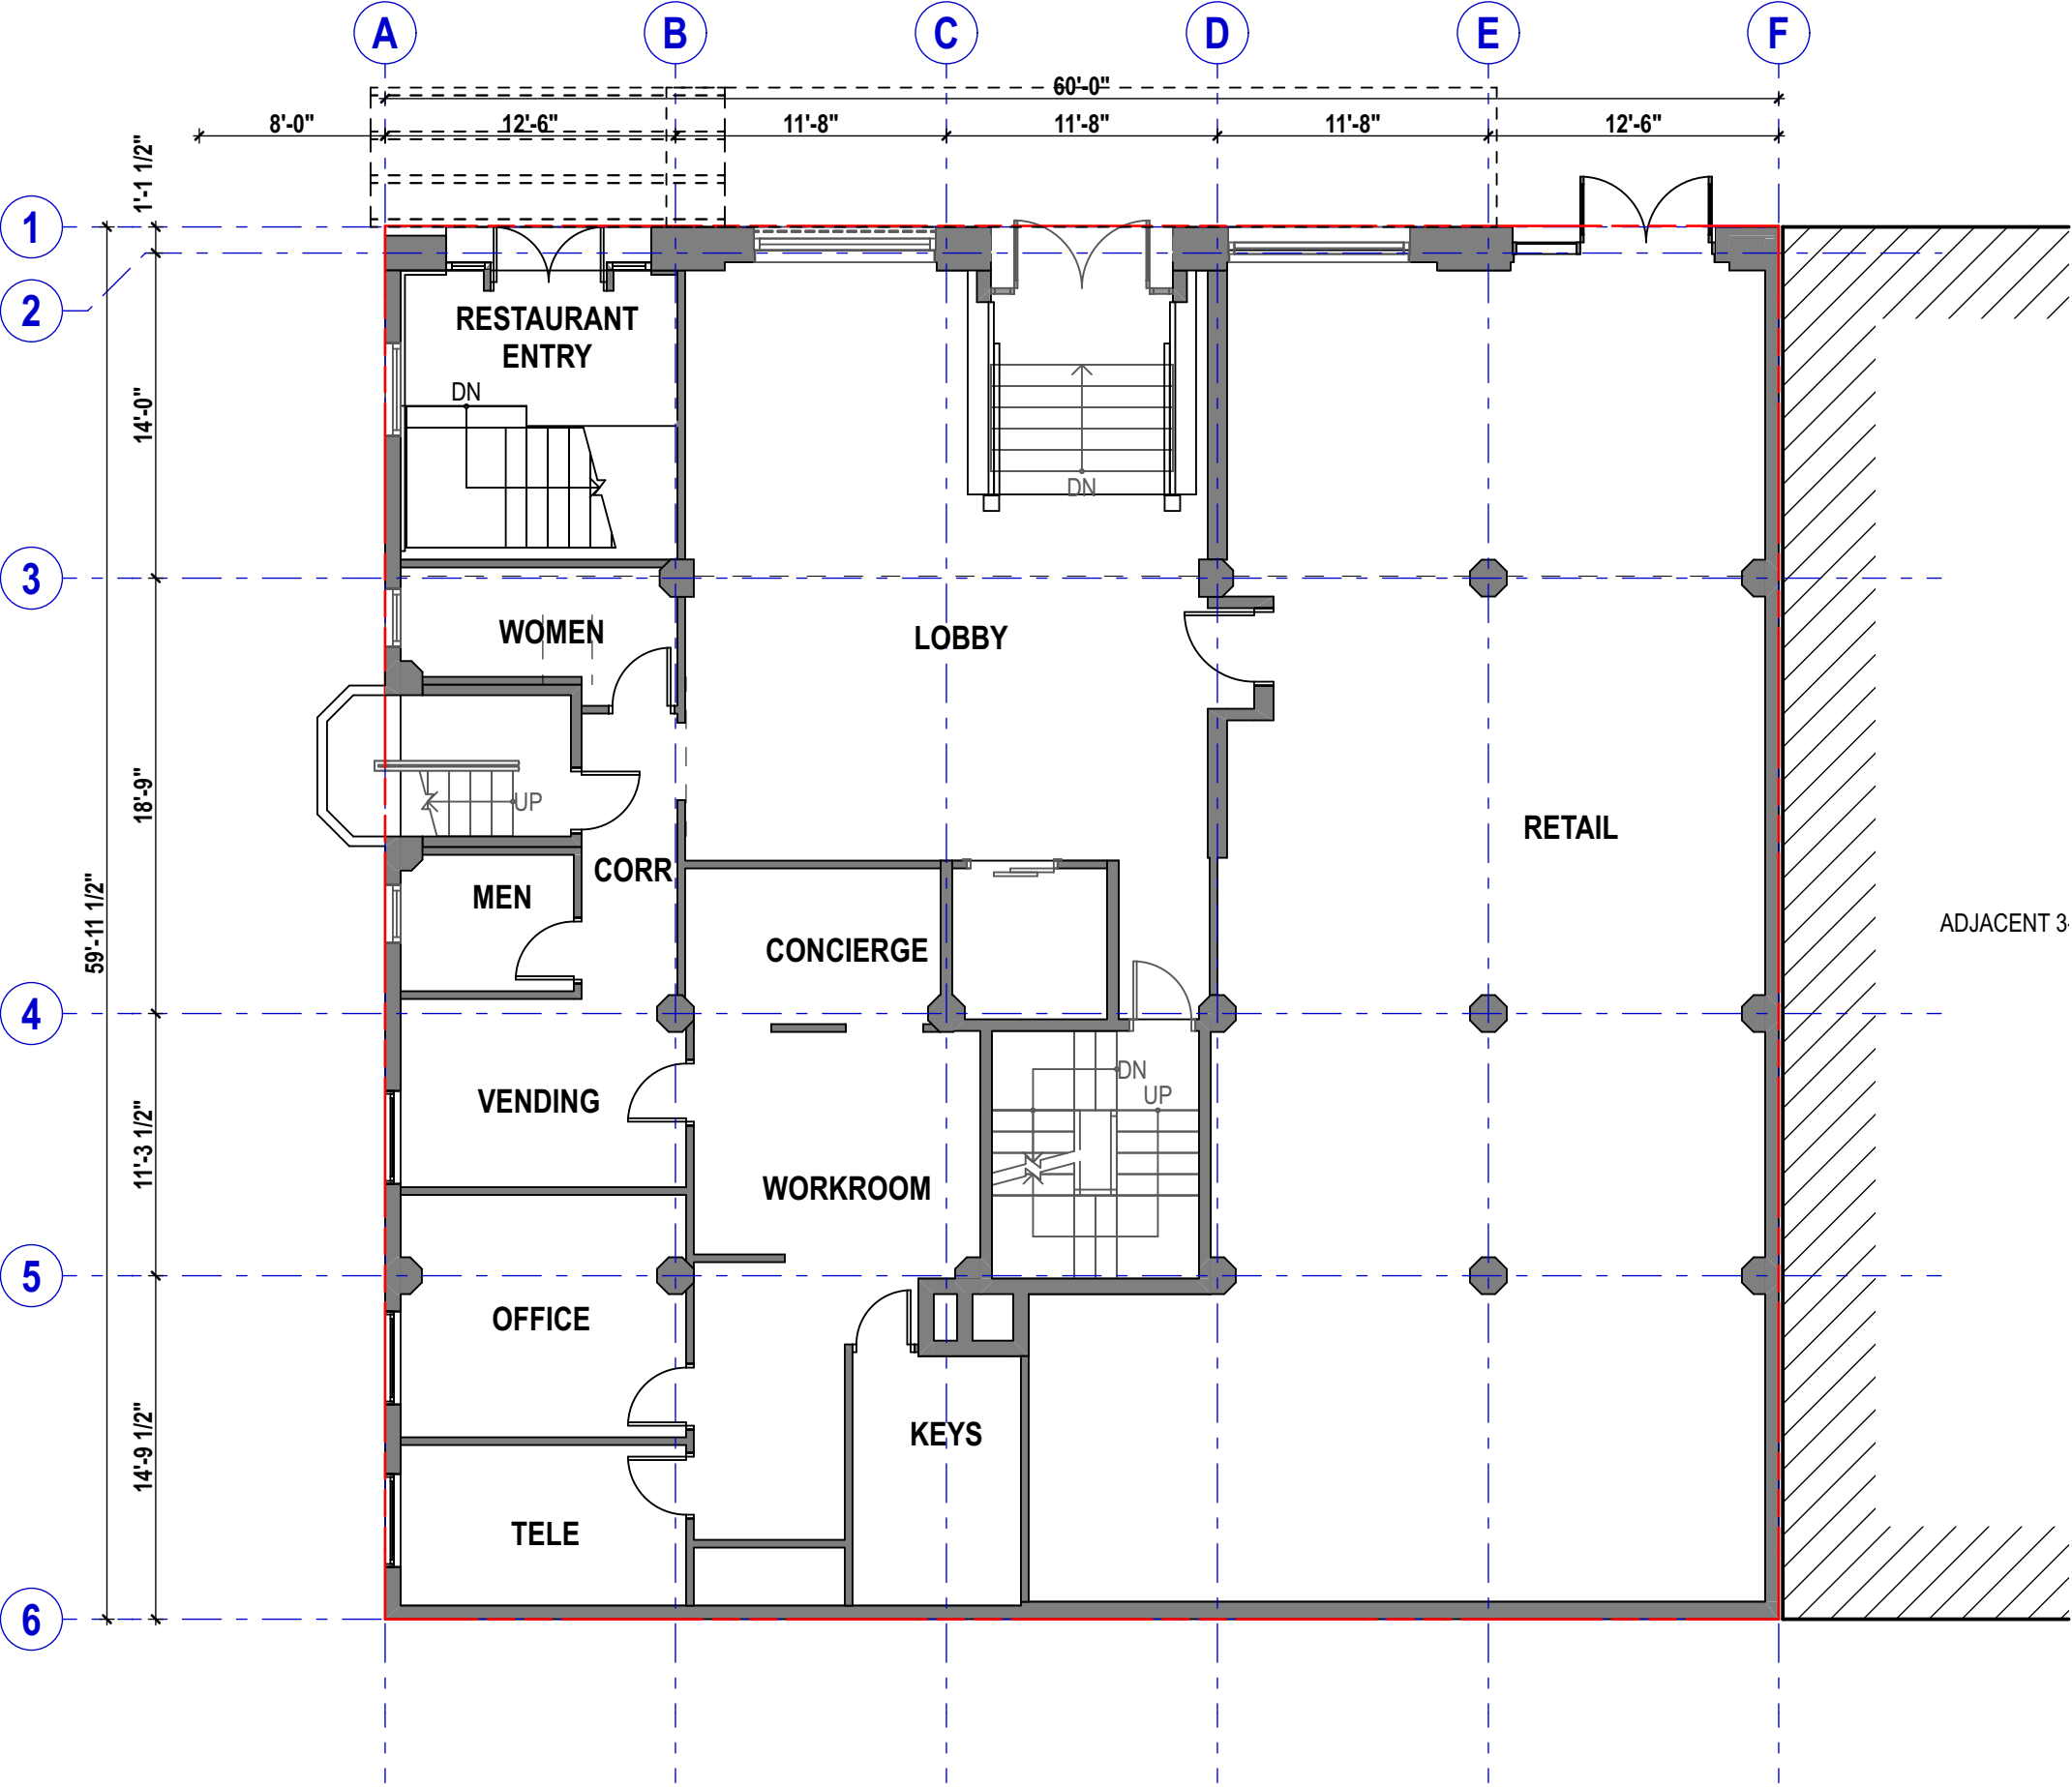 A B C D E F
60'-0"
8'-0" 12'-6" 11'-8" 11'-8" 11'-8" 12'-6"
1'-1 1/2"
1
2
RESTAURANT
ENTRY
DN
14'-0"
DN
3
WOMEN
LOBBY
18'-9"
UP
RETAIL
CORR
MEN
59'-11 1/2"
ADJACENT 3-
CONCIERGE
4
DN
UP
VENDING
11'-3 1/2"
WORKROOM
5
OFFICE
KEYS
14'-9 1/2"
TELE
6